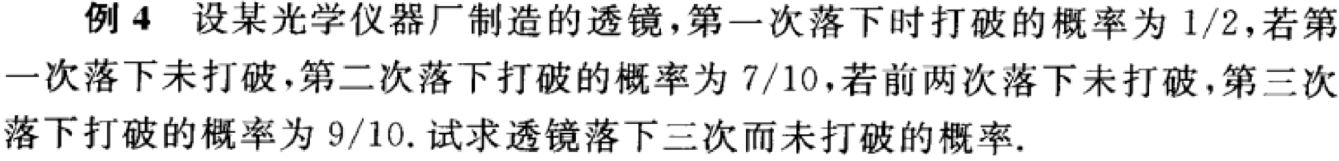 例 4 设某光学仪器厂制造的透镜,第一次落下时打破的概率为 1/2,若第
一次落下未打破,第二次落下打破的概率为 7/10,若前两次落下未打破,第三次
落下打破的概率为 9/10. 试求透镜落下三次而未打破的概率.